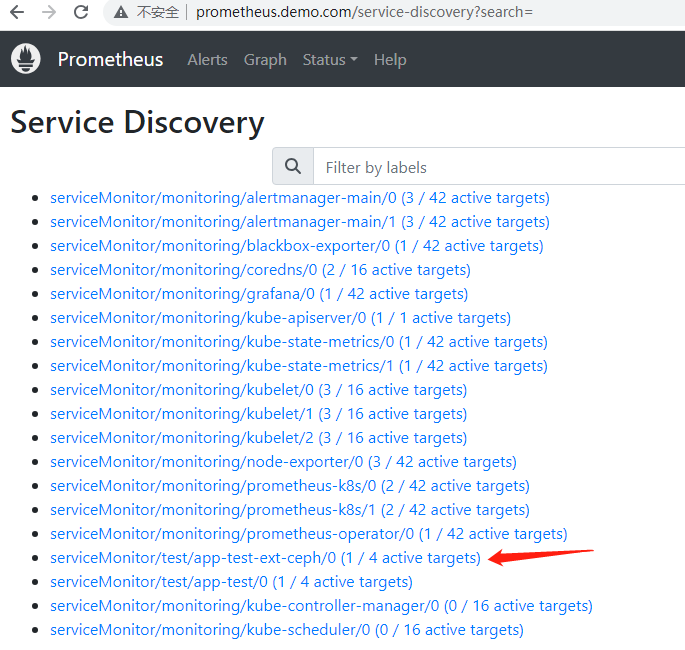 不安全 prometheus.demo.com/service-discovery?search=
Prometheus Alerts Graph Status Help
Service Discovery
Filter by labels
serviceMonitor/monitoring/alertmanager-main/0 (3 / 42 active targets)
serviceMonitor/monitoring/alertmanager-main/1 (3 / 42 active targets)
serviceMonitor/monitoring/blackbox-exporter/0 (1 / 42 active targets)
serviceMonitor/monitoring/coredns/0 (2 / 16 active targets)
serviceMonitor/monitoring/grafana/0 (1 / 42 active targets)
serviceMonitor/monitoring/kube-apiserver/0 (1 / 1 active targets)
serviceMonitor/monitoring/kube-state-metrics/0 (1 / 42 active targets)
serviceMonitor/monitoring/kube-state-metrics/1 (1 / 42 active targets)
serviceMonitor/monitoring/kubelet/0 (3 / 16 active targets)
serviceMonitor/monitoring/kubelet/1 (3 / 16 active targets)
serviceMonitor/monitoring/kubelet/2 (3 / 16 active targets)
serviceMonitor/monitoring/node-exporter/0 (3 / 42 active targets)
serviceMonitor/monitoring/prometheus-k8s/0 (2 / 42 active targets)
serviceMonitor/monitoring/prometheus-k8s/1 (2 / 42 active targets)
serviceMonitor/monitoring/prometheus-operator/0 (1 / 42 active targets)
serviceMonitor/test/app-test-ext-ceph/0 (1 / 4 active targets)
serviceMonitor/test/app-test/0 (1 / 4 active targets)
serviceMonitor/monitoring/kube-controller-manager/0 (0 / 16 active targets)
serviceMonitor/monitoring/kube-scheduler/0 (0 / 16 active targets)